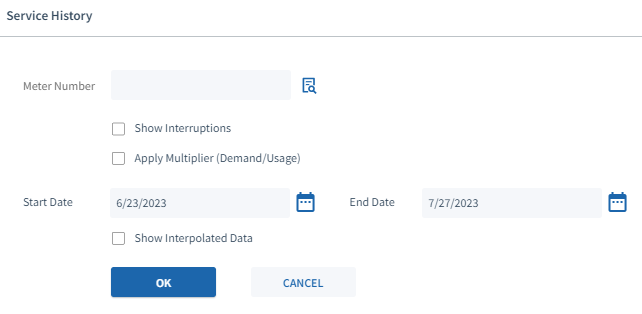 Service History
Meter Number
Show Interruptions
Apply Multiplier (Demand/Usage)
Start Date 6/23/2023 End Date 7/27/2023
Show Interpolated Data
OK CANCEL